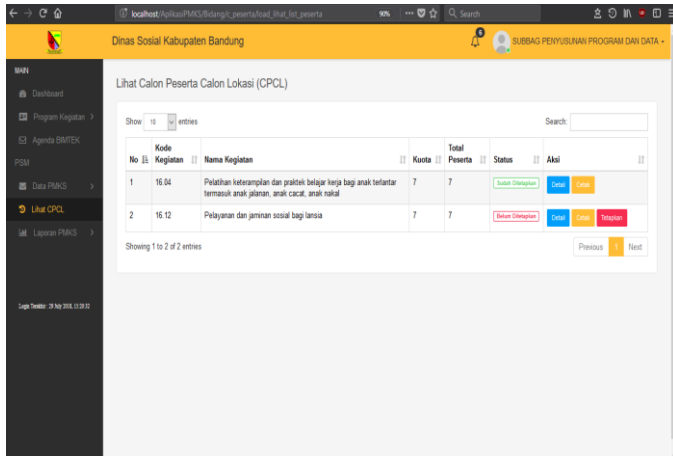 localhost/AplikasiPMKS/Bidang/c_peserta/load_lihat_list_peserta
90%
Search
Dinas Sosial Kabupaten Bandung
6
SUBBAG PENYUSUNAN PROGRAM DAN DATA
MAIN
Dashboard
Program Kegiatan
Agenda BIMTEK
PSM
Data PMKS
Lihat CPCL
Laporan PMKS
Lihat Calon Peserta Calon Lokasi (CPCL)
Show 10 entries
Search:
No Kode Kegiatan Nama Kegiatan Kuota Total Peserta Status Aksi
1 16.04 Pelatihan keterampilan dan praktek belajar kerja bagi anak terlantar
termasuk anak jalanan, anak cacat, anak nakal 7 7 Sudah Ditetapkan Detail Cetak
2 16.12 Pelayanan dan jaminan sosial bagi lansia 7 7 Belum Ditetapkan Detail Cetak Tetapkan
Showing 1 to 2 of 2 entries
Previous 1 Next